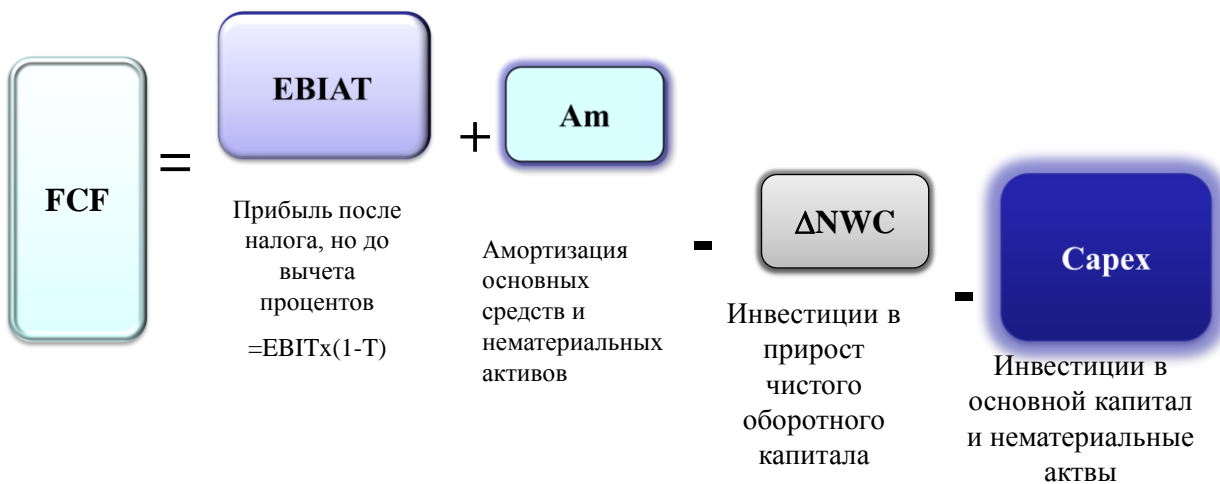 FCF
=
EBIAT
Прибыль после
налога, но до
вычета
процентов
=EBITx(1-T)
+
Am
Амортизация
основных
средств и
нематериальных
активов
-
ΔNWC
Инвестиции в
прирост
чистого
оборотного
капитала
-
Capex
Инвестиции в
основной капитал
и нематериальные
актвы